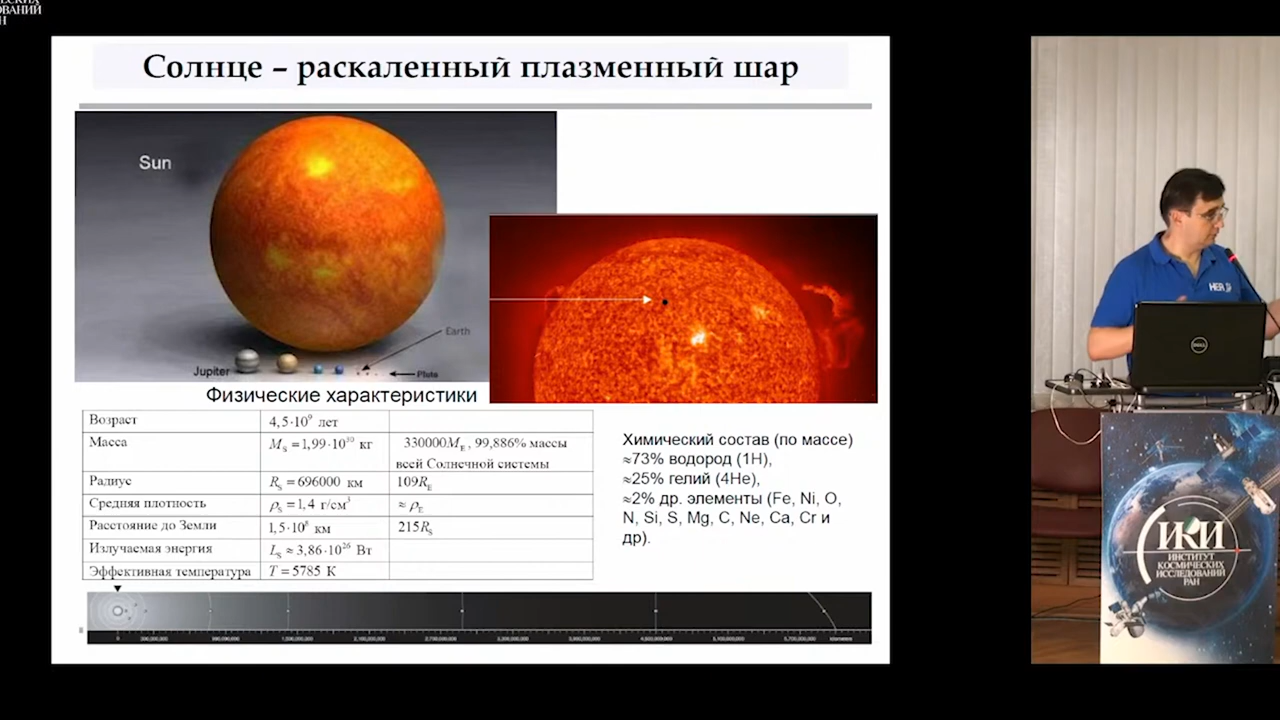 ОВАНИЙ
Солнце – раскаленный плазменный шар
Sun
Earth
Jupiter
Pluto
Физические характеристики
Возраст 4,5·10⁹ лет
Масса M_S = 1,99·10³⁰ кг 330000M_E, 99,886% массы
всей Солнечной системы
Радиус R_S = 696000 км 109R_E
Средняя плотность ρ_S = 1,4 г/см³ ≈ ρ_E
Расстояние до Земли 1,5·10⁸ км 215R_S
Излучаемая энергия L_S ≈ 3,86·10²⁶ Вт
Эффективная температура T = 5785 К
Химический состав (по массе)
≈73% водород (1H),
≈25% гелий (4He),
≈2% др. элементы (Fe, Ni, O,
N, Si, S, Mg, C, Ne, Ca, Cr и
др).
0
kilometers
DELL
ИКИ
ИНСТИТУТ
КОСМИЧЕСКИХ
ИССЛЕДОВАНИЙ
РАН